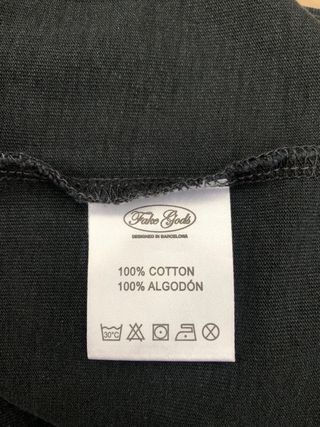 Fake Gods
DESIGNED IN BARCELONA
100% COTTON
100% ALGODÓN
30°C